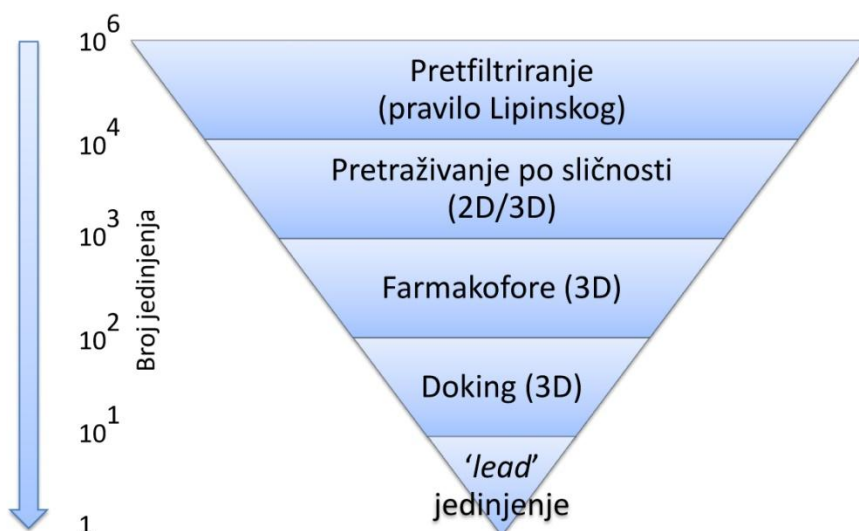 10^6
Pretfiltriranje
(pravilo Lipinskog)
10^4
Pretraživanje po sličnosti
(2D/3D)
10^3
Farmakofore (3D)
10^2
Doking (3D)
10^1
'lead'
jedinjenje
1
Broj jedinjenja